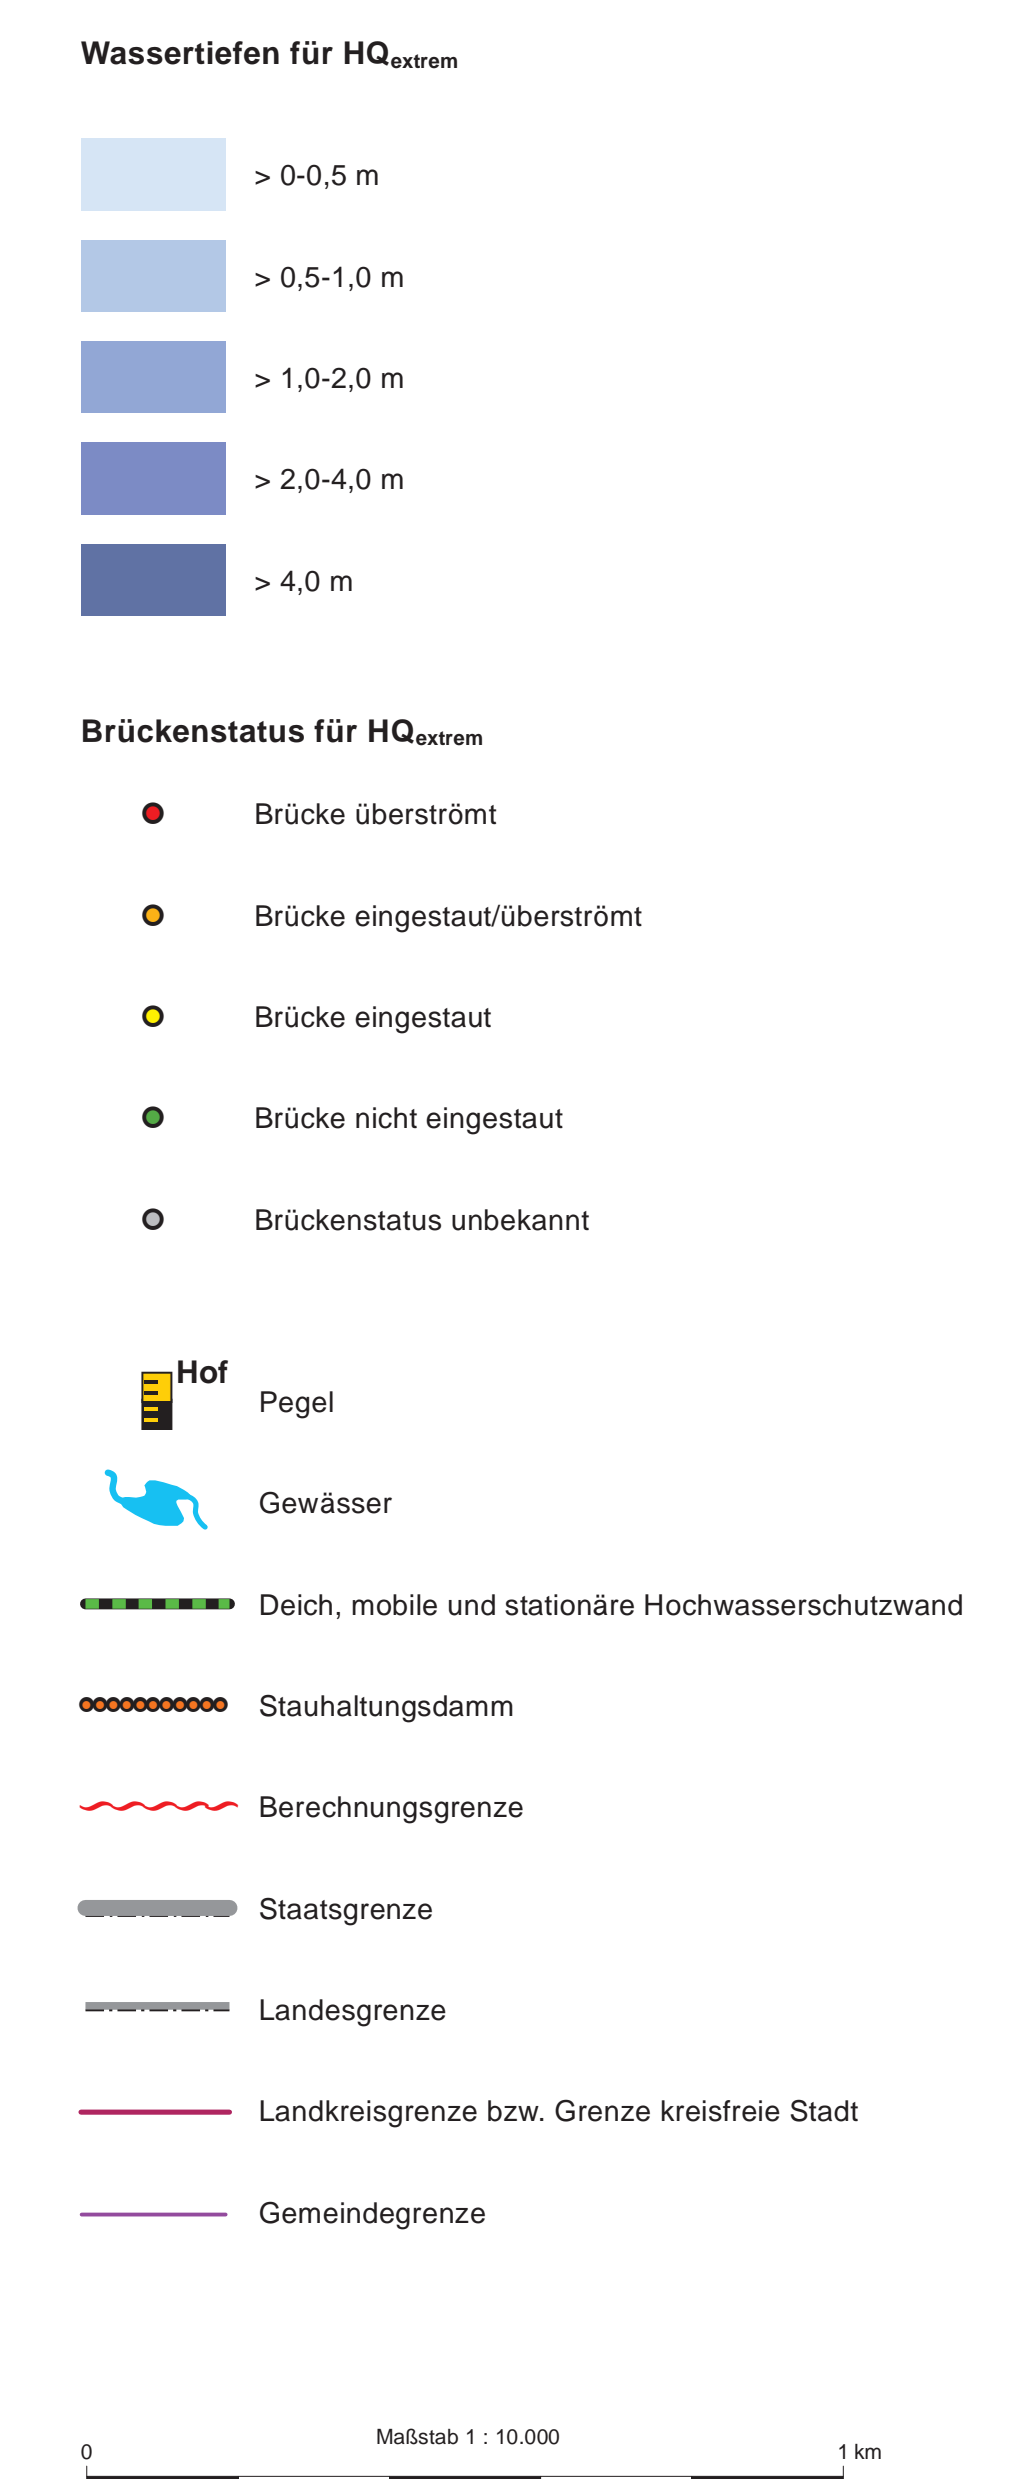 Wassertiefen für HQextrem
> 0-0,5 m
> 0,5-1,0 m
> 1,0-2,0 m
> 2,0-4,0 m
> 4,0 m
Brückenstatus für HQextrem
Brücke überströmt
Brücke eingestaut/überströmt
Brücke eingestaut
Brücke nicht eingestaut
Brückenstatus unbekannt
Hof
Pegel
Gewässer
Deich, mobile und stationäre Hochwasserschutzwand
Stauhaltungsdamm
Berechnungsgrenze
Staatsgrenze
Landesgrenze
Landkreisgrenze bzw. Grenze kreisfreie Stadt
Gemeindegrenze
Maßstab 1 : 10.000
0 1 km